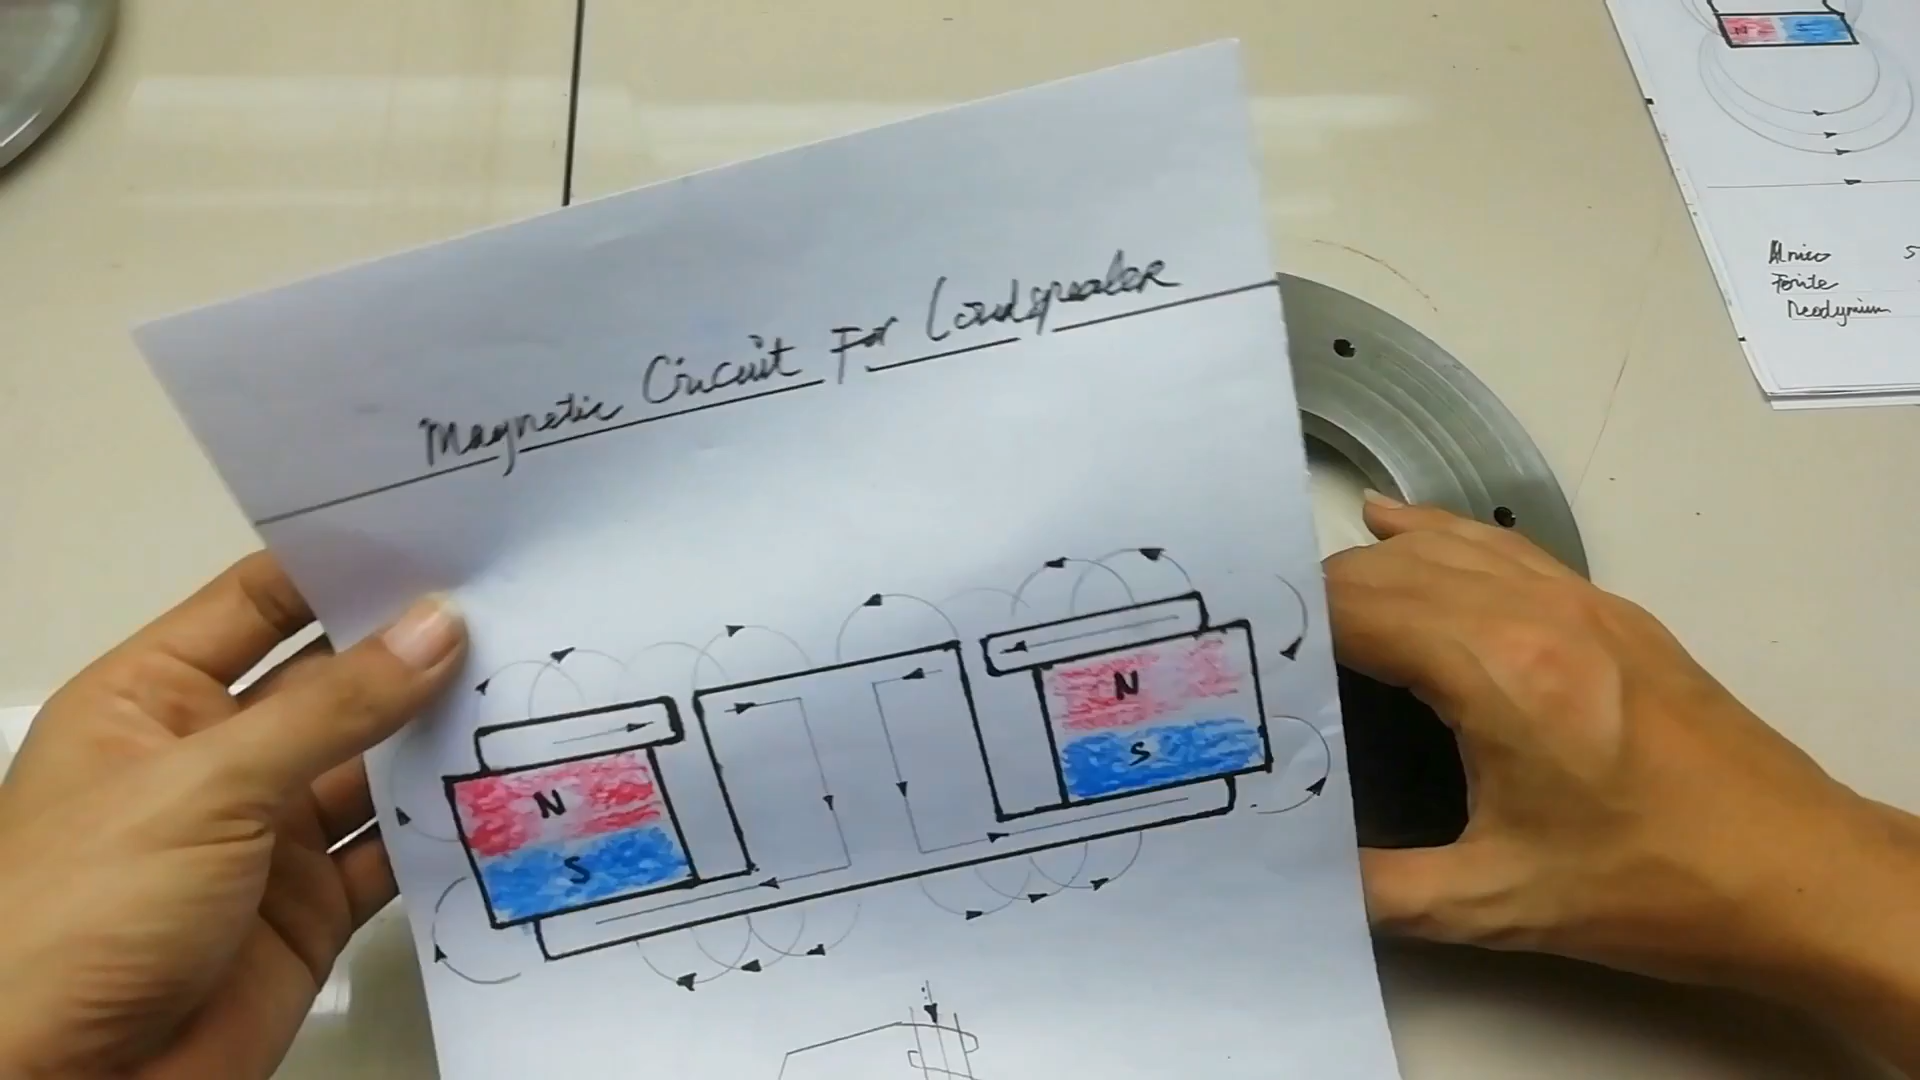 Magnetic Circuit For Loudspeaker
N
S
N
S
N
S
Alnico
Ferrite
Neodymium